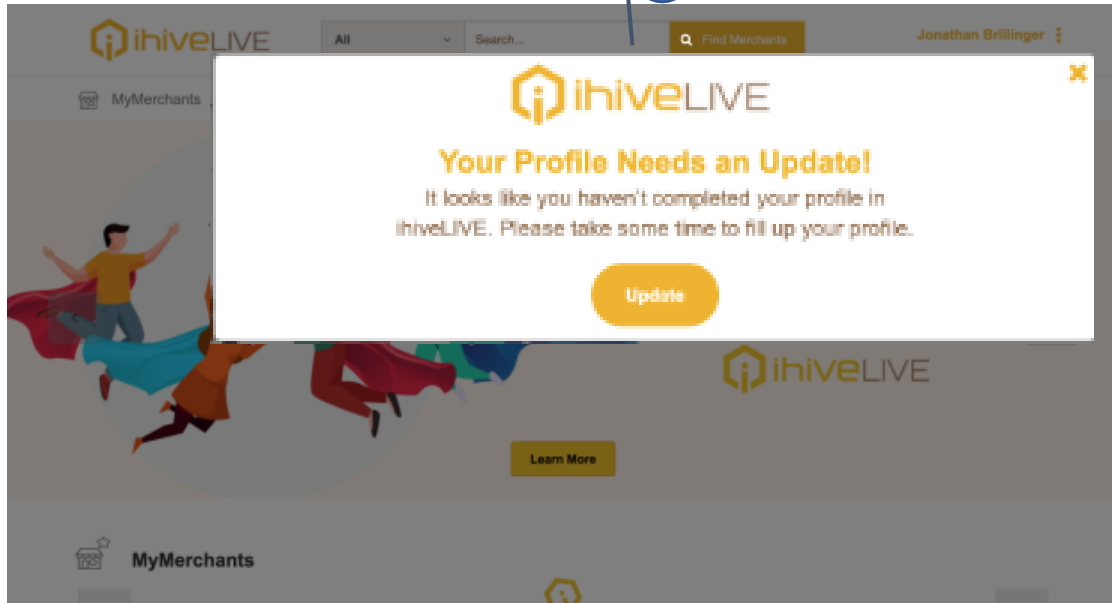 ihiveLIVE
All
Search...
Find Merchants
Jonathan Brillinger
MyMerchants
ihiveLIVE
Your Profile Needs an Update!
It looks like you haven't completed your profile in
ihiveLIVE. Please take some time to fill up your profile.
Update
ihiveLIVE
Learn More
MyMerchants